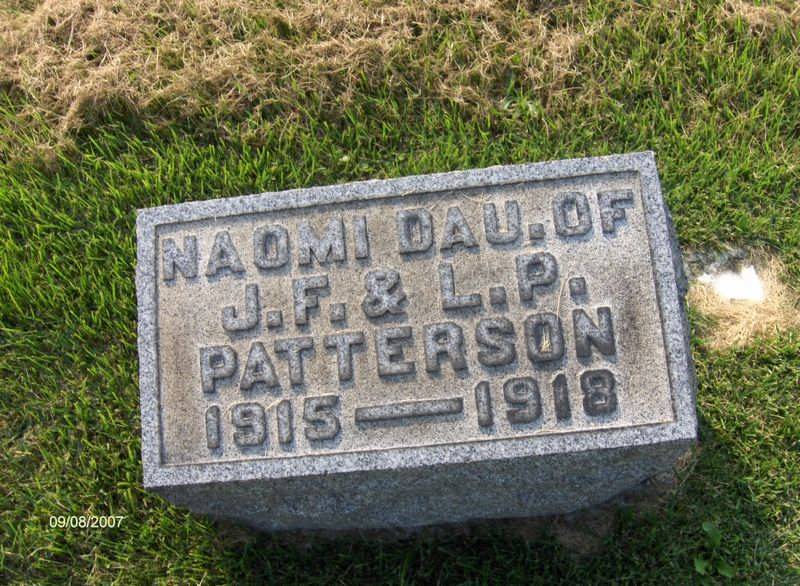 NAOMI DAU. OF
J.F. & L.P.
PATTERSON
1915 — 1918
09/08/2007